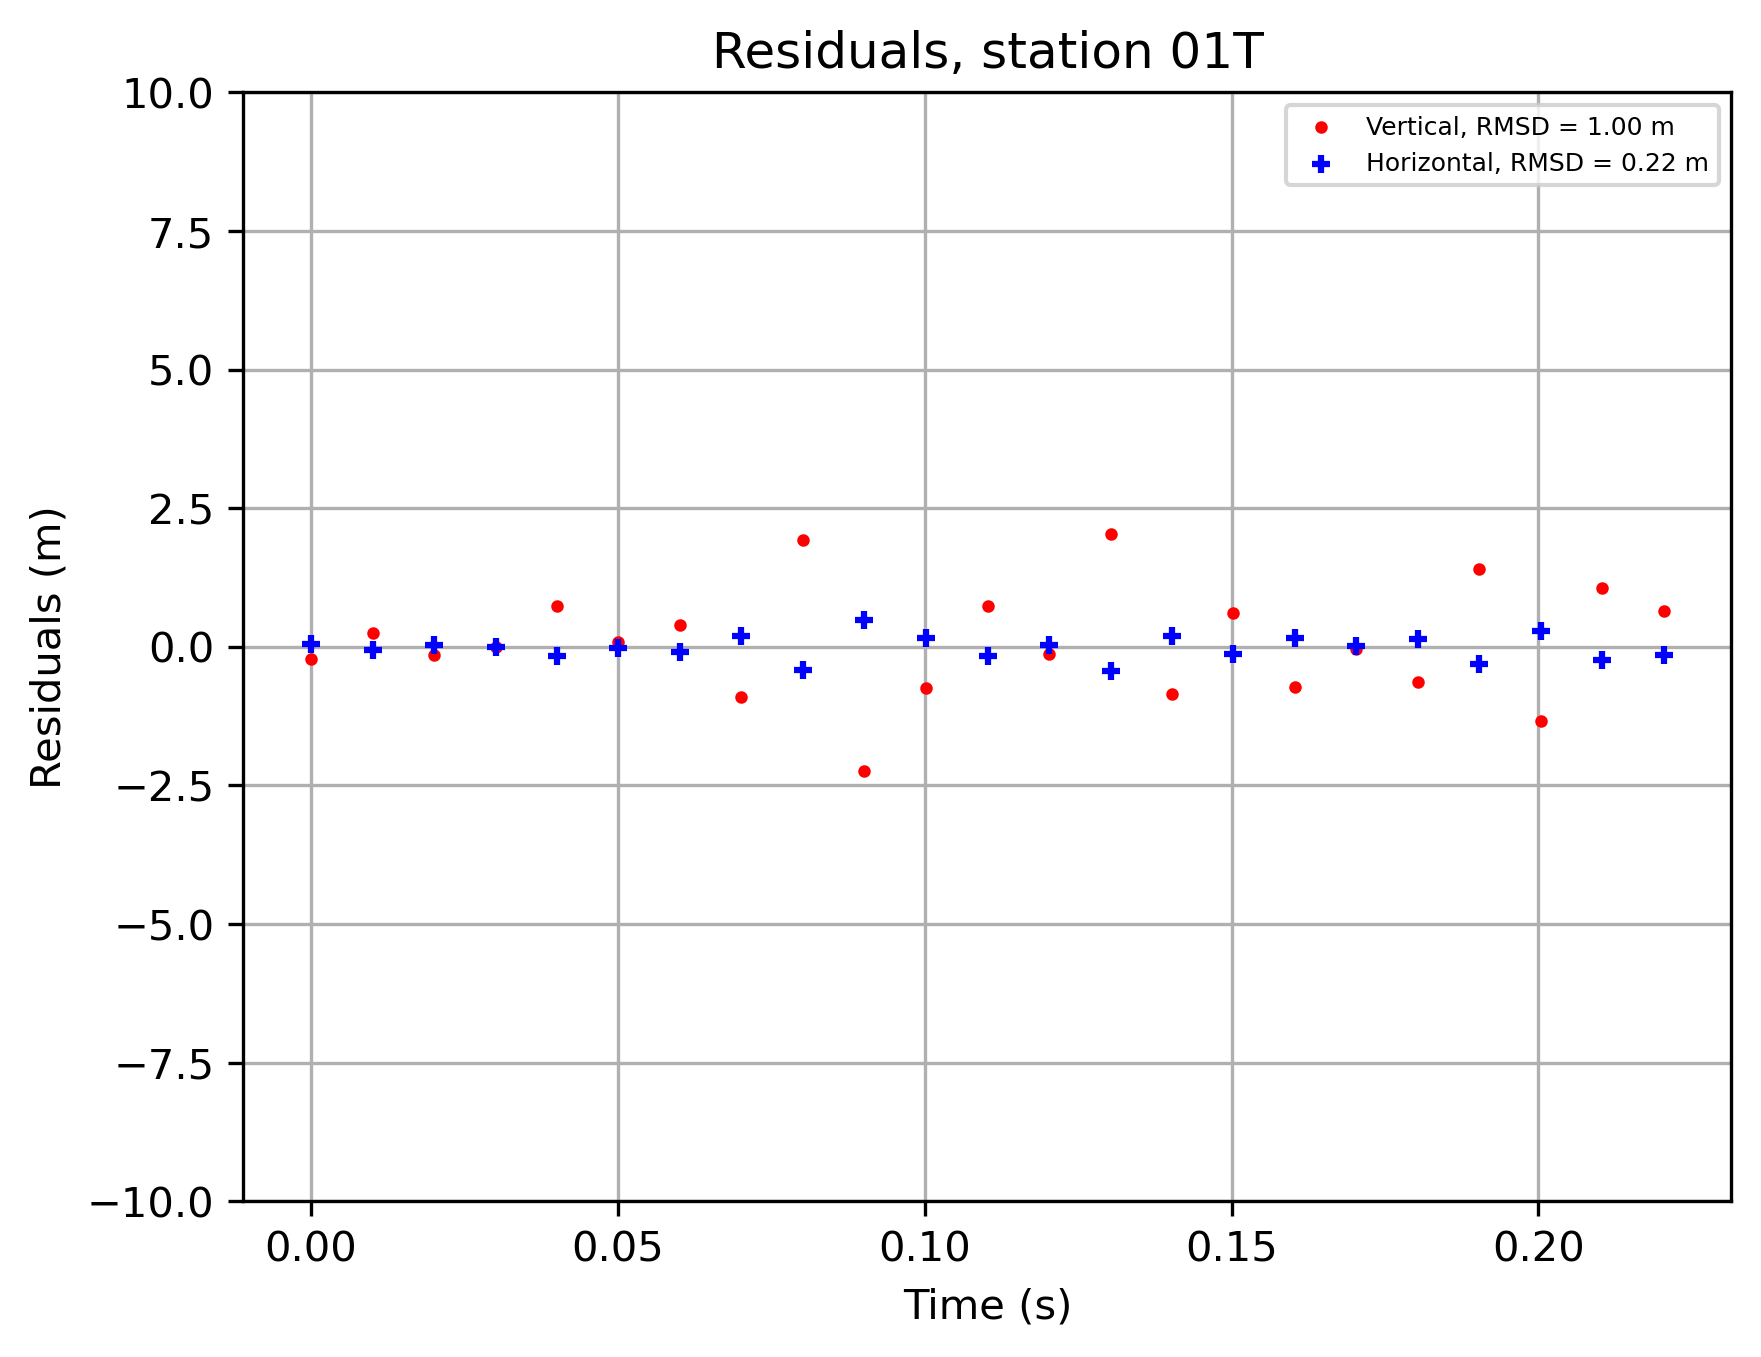 Residuals, station 01T
Vertical, RMSD = 1.00 m
Horizontal, RMSD = 0.22 m
10.0
7.5
5.0
2.5
0.0
−2.5
−5.0
−7.5
−10.0
Residuals (m)
0.00 0.05 0.10 0.15 0.20
Time (s)